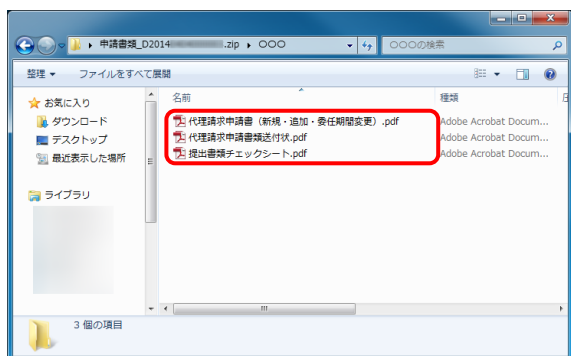 申請書類_D2014 .zip ▸ 〇〇〇
〇〇〇の検索
整理 ファイルをすべて展開
お気に入り
ダウンロード
デスクトップ
最近表示した場所
ライブラリ
名前 種類
代理請求申請書（新規・追加・委任期間変更）.pdf Adobe Acrobat Docum...
代理請求申請書類送付状.pdf Adobe Acrobat Docum...
提出書類チェックシート.pdf Adobe Acrobat Docum...
3 個の項目